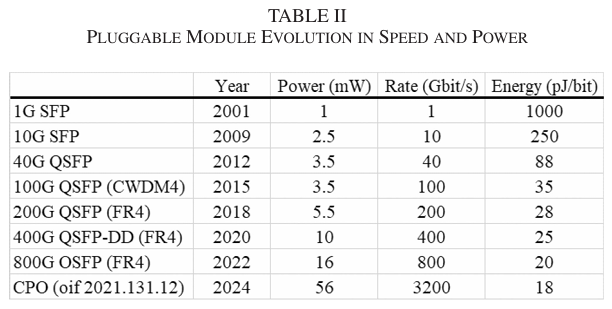 TABLE II
PLUGGABLE MODULE EVOLUTION IN SPEED AND POWER
Year Power (mW) Rate (Gbit/s) Energy (pJ/bit)
1G SFP 2001 1 1 1000
10G SFP 2009 2.5 10 250
40G QSFP 2012 3.5 40 88
100G QSFP (CWDM4) 2015 3.5 100 35
200G QSFP (FR4) 2018 5.5 200 28
400G QSFP-DD (FR4) 2020 10 400 25
800G OSFP (FR4) 2022 16 800 20
CPO (oif 2021.131.12) 2024 56 3200 18